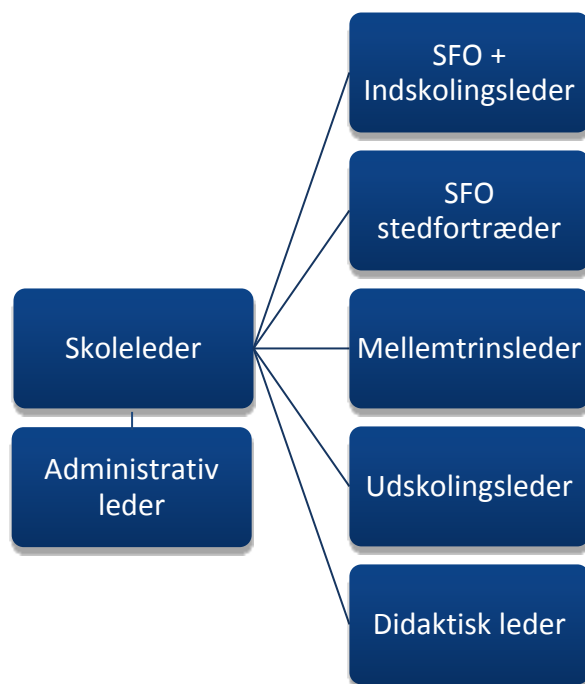 SFO +
Indskolingsleder
SFO
stedfortræder
Skoleleder
Mellemtrinsleder
Administrativ
leder
Udskolingsleder
Didaktisk leder